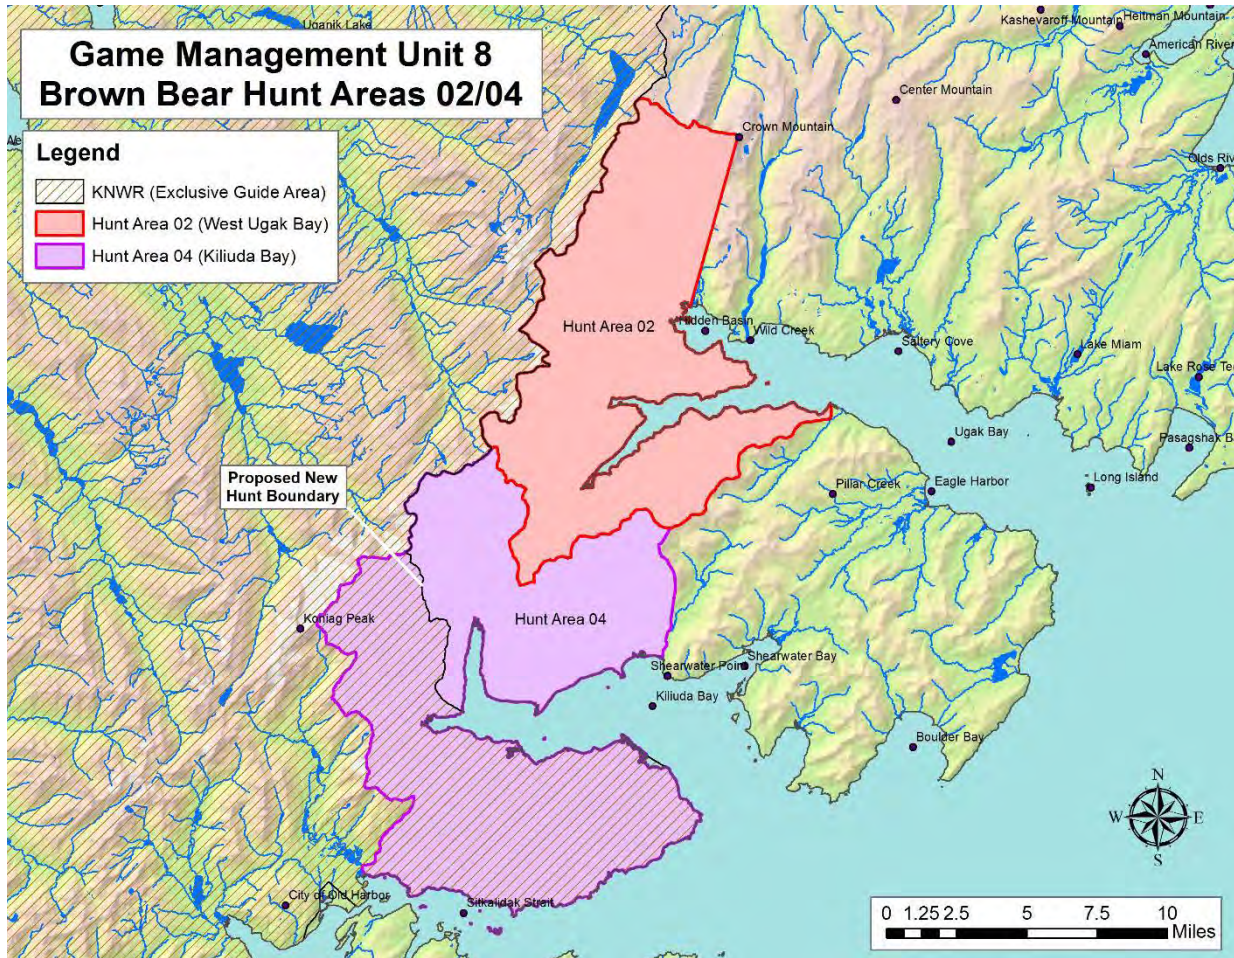 Uganik Lake
Kashevaroff Mountain
Heitman Mountain
American River
Game Management Unit 8
Brown Bear Hunt Areas 02/04
Center Mountain
Crown Mountain
Legend
KNWR (Exclusive Guide Area)
Hunt Area 02 (West Ugak Bay)
Hunt Area 04 (Kiliuda Bay)
Olds Riv
Hunt Area 02
Hidden Basin
Wild Creek
Saltery Cove
Lake Miam
Lake Rose Te
Ugak Bay
Pasagshak B
Proposed New
Hunt Boundary
Pillar Creek
Eagle Harbor
Long Island
Hunt Area 04
Koniag Peak
Shearwater Point
Shearwater Bay
Kiliuda Bay
Boulder Bay
N
W
E
S
City of Old Harbor
Sitkalidak Strait
0 1.25 2.5 5 7.5 10
Miles